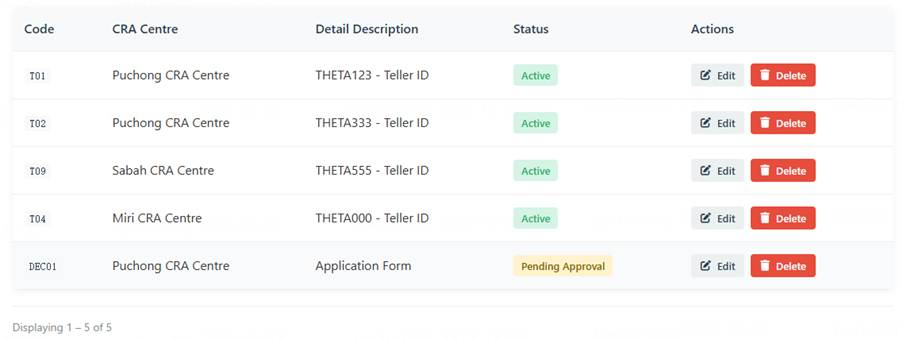 Code CRA Centre Detail Description Status Actions
T01 Puchong CRA Centre THETA123 - Teller ID Active Edit Delete
T02 Puchong CRA Centre THETA333 - Teller ID Active Edit Delete
T09 Sabah CRA Centre THETA555 - Teller ID Active Edit Delete
T04 Miri CRA Centre THETA000 - Teller ID Active Edit Delete
DEC01 Puchong CRA Centre Application Form Pending Approval Edit Delete
Displaying 1 – 5 of 5